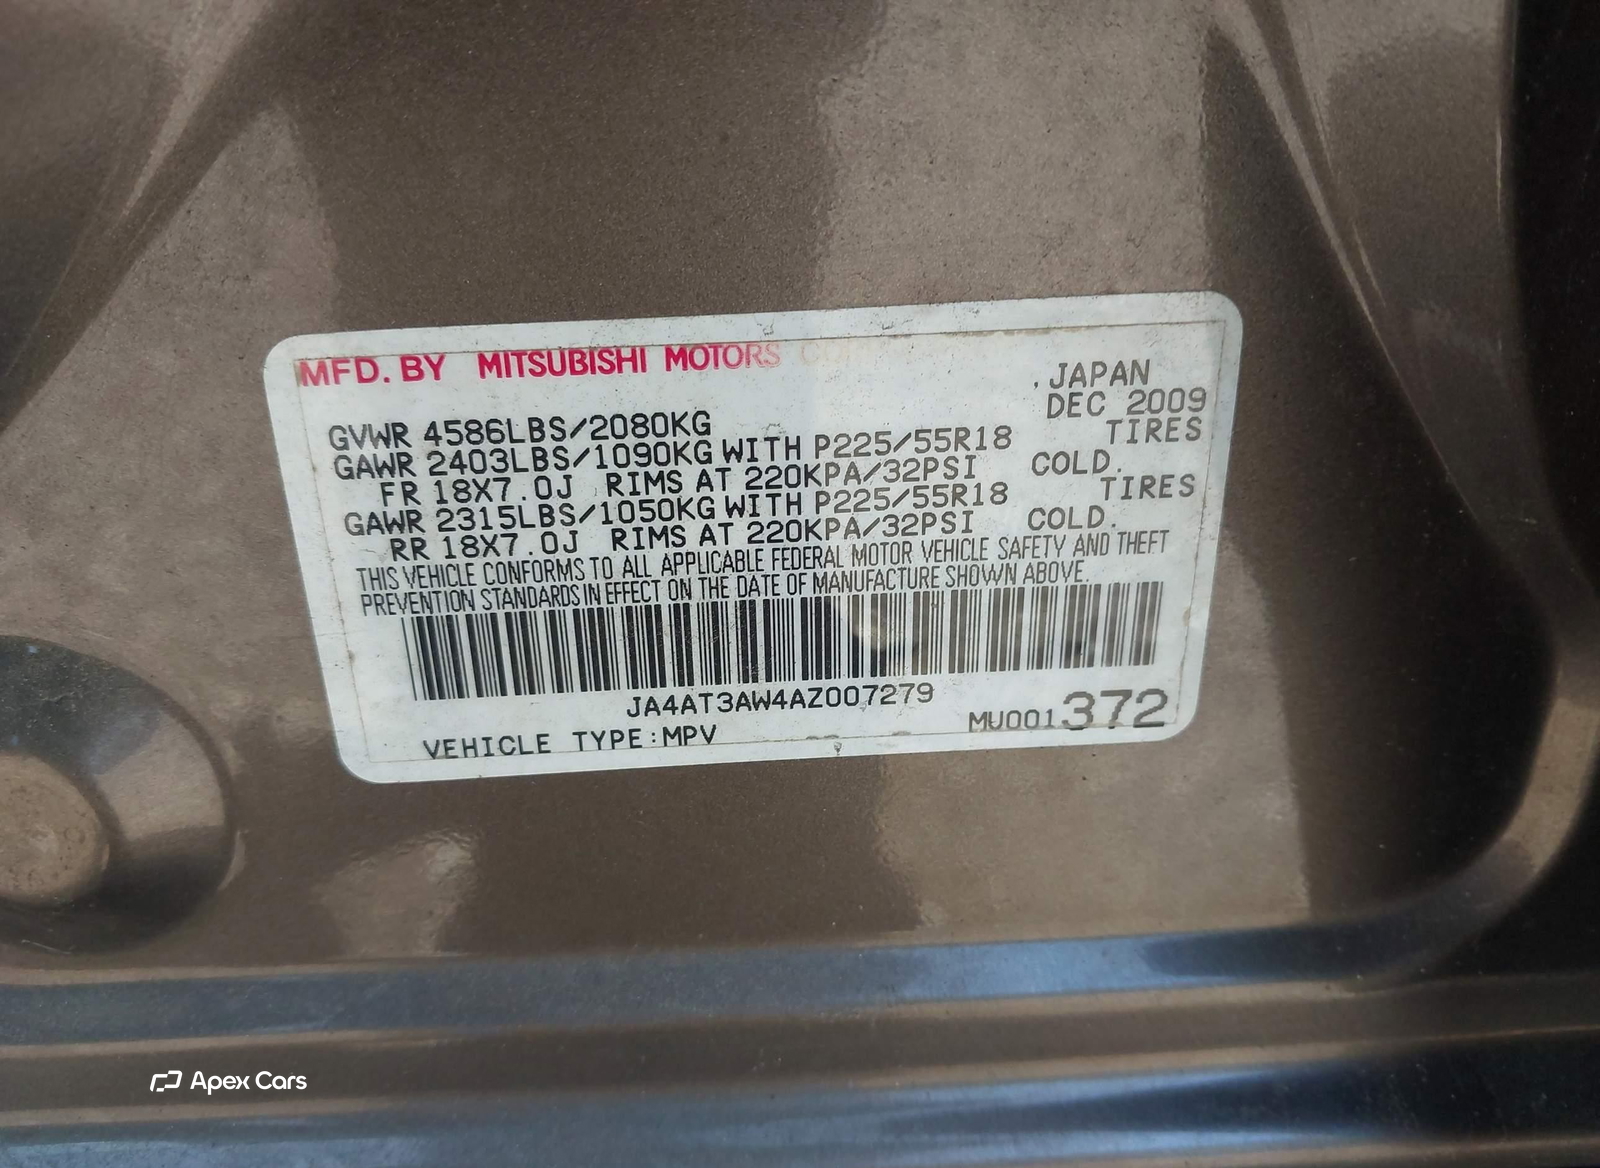 MFD. BY MITSUBISHI MOTORS
, JAPAN
DEC 2009
GVWR 4586LBS/2080KG
GAWR 2403LBS/1090KG WITH P225/55R18 TIRES
FR 18X7.0J RIMS AT 220KPA/32PSI COLD.
GAWR 2315LBS/1050KG WITH P225/55R18 TIRES
RR 18X7.0J RIMS AT 220KPA/32PSI COLD.
THIS VEHICLE CONFORMS TO ALL APPLICABLE FEDERAL MOTOR VEHICLE SAFETY AND THEFT
PREVENTION STANDARDS IN EFFECT ON THE DATE OF MANUFACTURE SHOWN ABOVE.
JA4AT3AW4AZ007279
VEHICLE TYPE:MPV
MU001372
Apex Cars